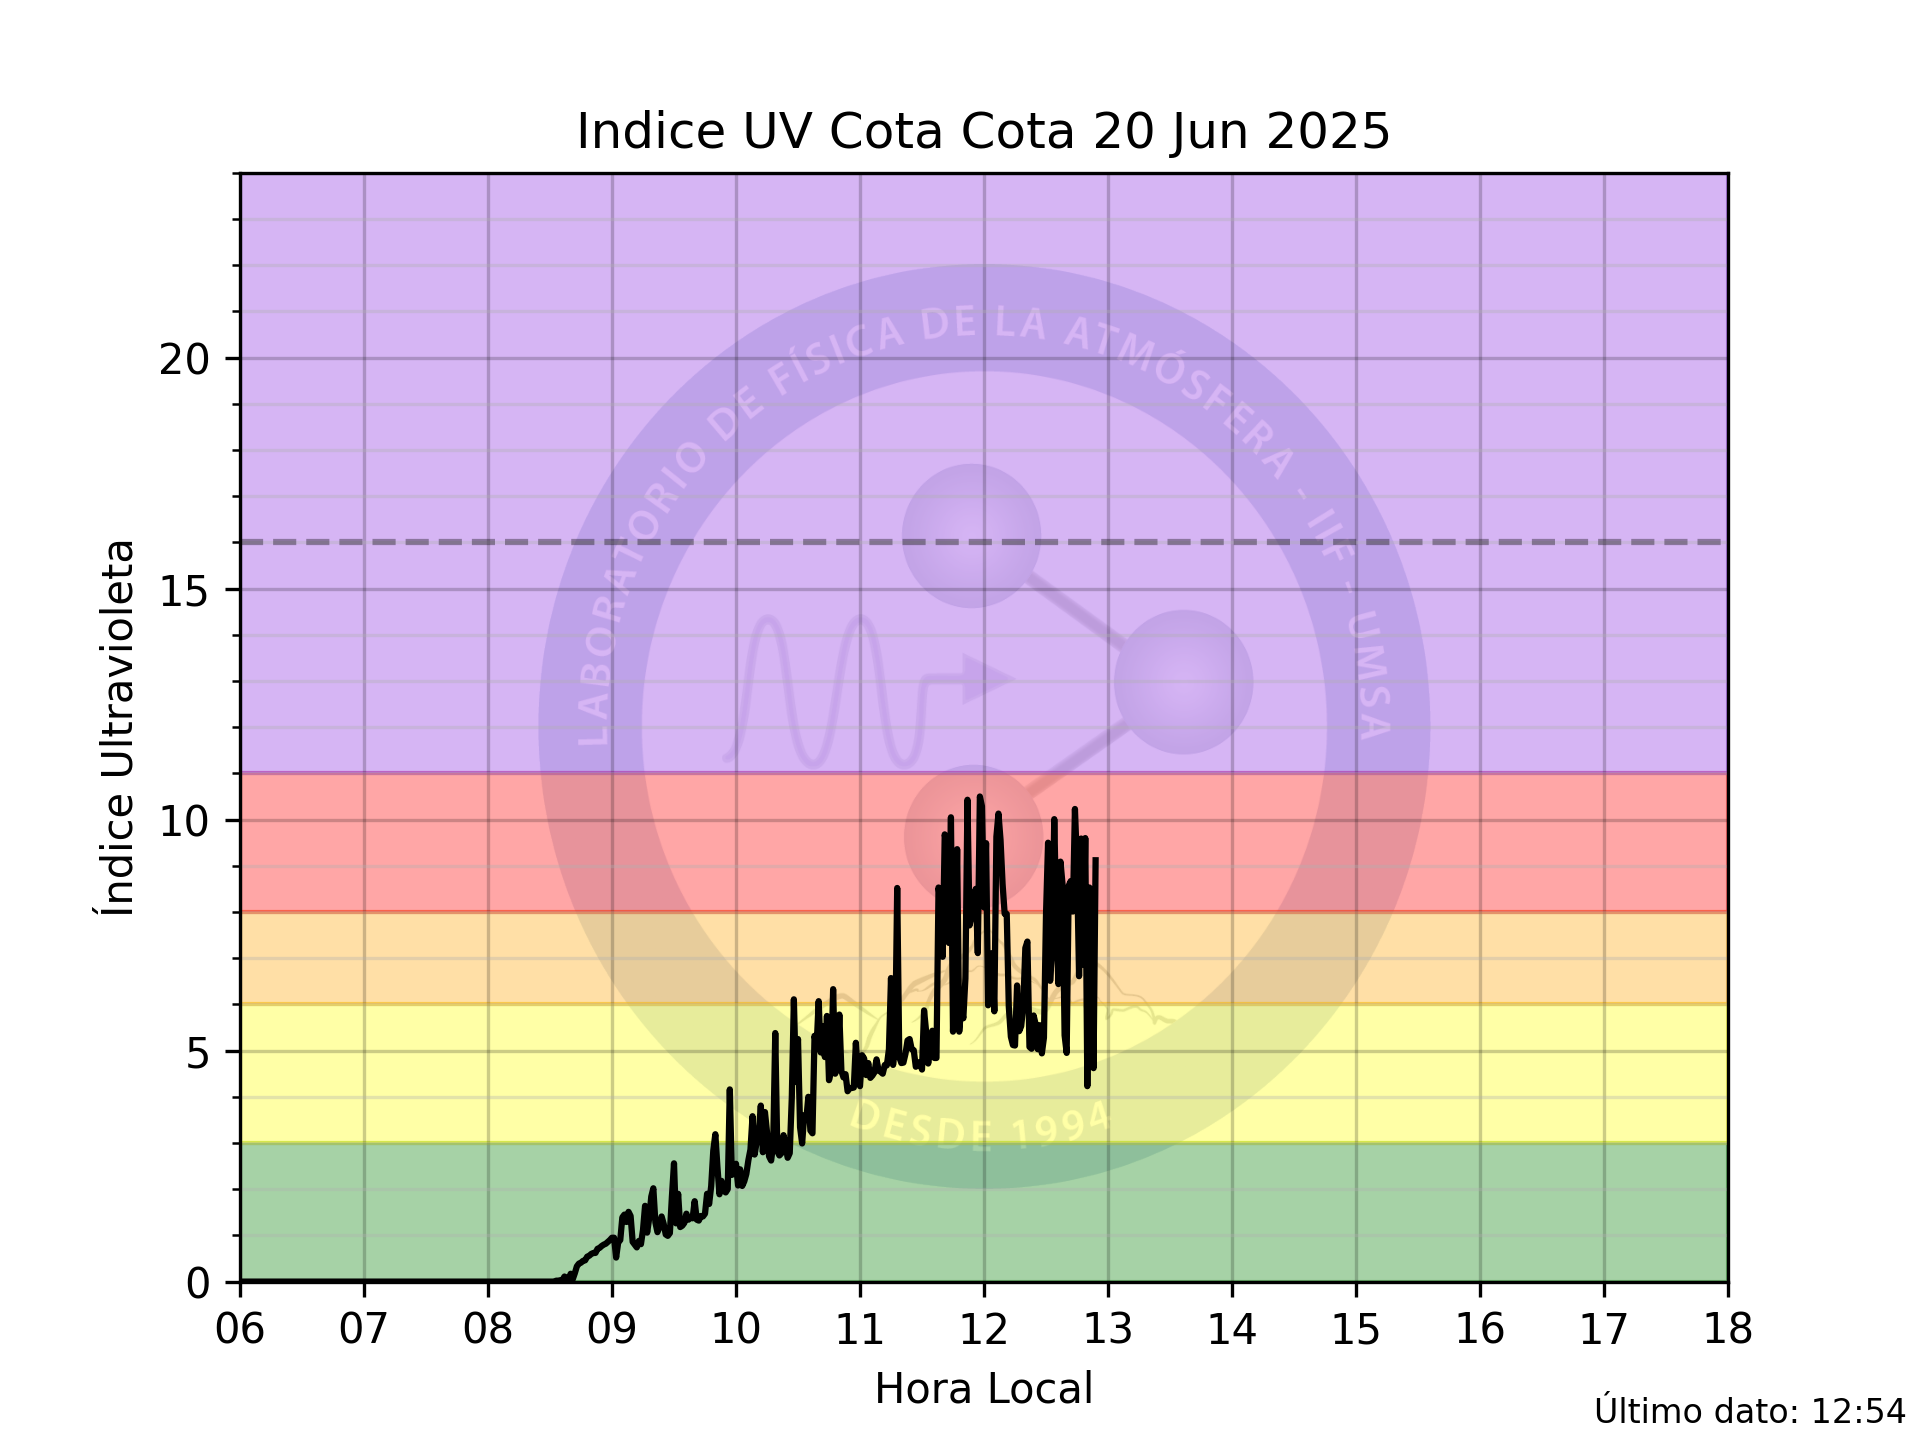 Indice UV Cota Cota 20 Jun 2025
Índice Ultravioleta
20
15
10
5
0
LABORATORIO DE FÍSICA DE LA ATMÓSFERA - IIF - UMSA
DESDE 1994
06 07 08 09 10 11 12 13 14 15 16 17 18
Hora Local
Último dato: 12:54